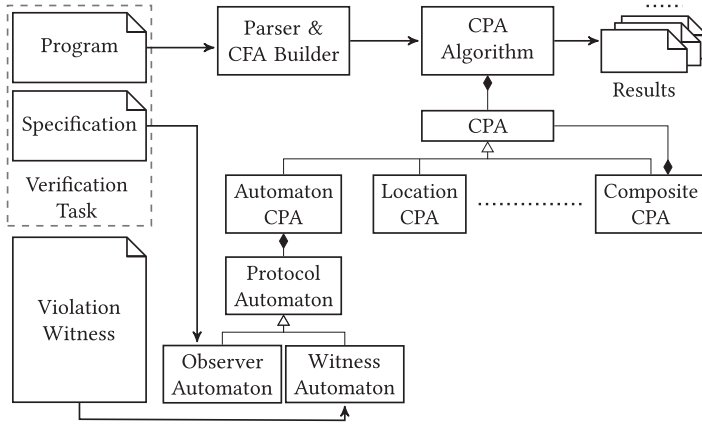 Program
Parser &
CFA Builder
CPA
Algorithm
Results
Specification
CPA
Verification
Task
Automaton
CPA
Location
CPA
Composite
CPA
Violation
Witness
Protocol
Automaton
Observer
Automaton
Witness
Automaton